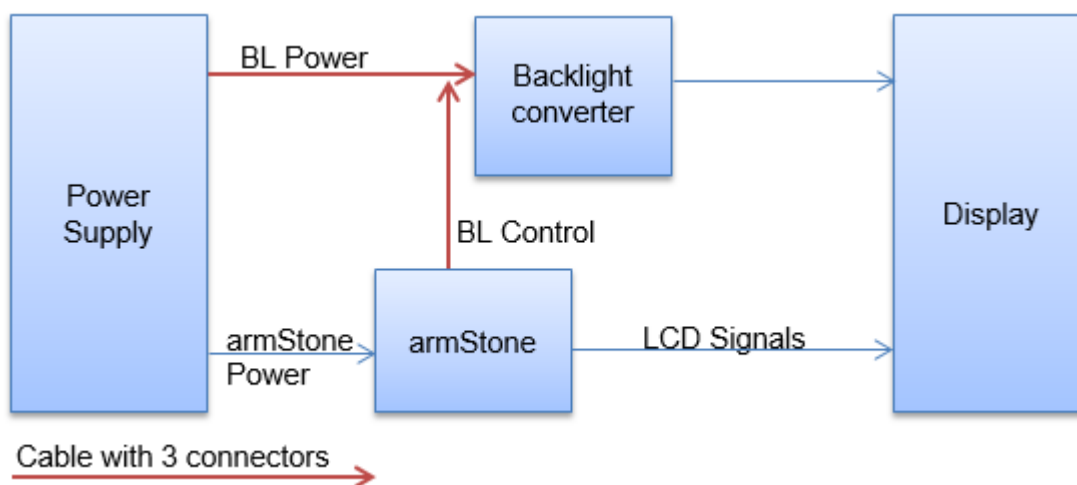 BL Power
Backlight
converter
Power
Supply
Display
BL Control
armStone
Power
armStone
LCD Signals
Cable with 3 connectors